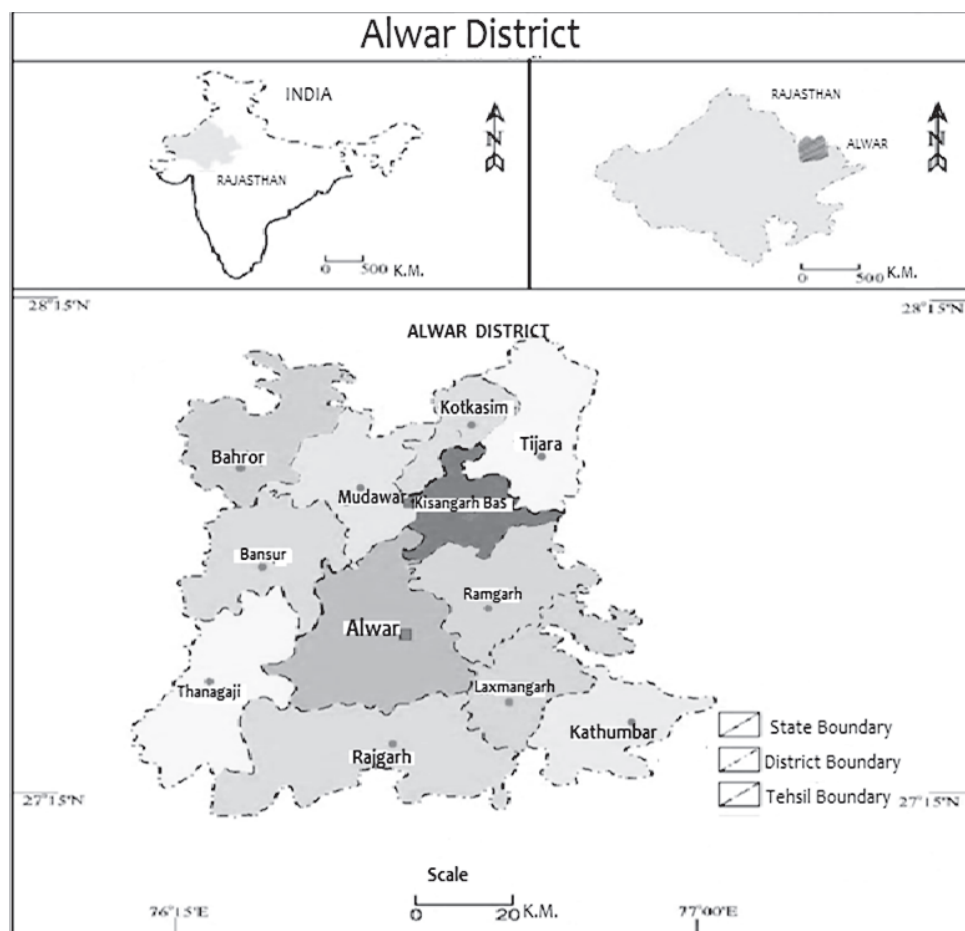 Alwar District
INDIA
RAJASTHAN
N
0 500 K.M.
RAJASTHAN
ALWAR
N
0 500 K.M.
28°15'N
28°15'N
ALWAR DISTRICT
Kotkasim
Tijara
Bahror
Mudawar
Kisangarh Bas
Bansur
Ramgarh
Alwar
Thanagaji
Laxmangarh
Kathumbar
Rajgarh
State Boundary
District Boundary
Tehsil Boundary
27°15'N
27°15'N
Scale
0 20 K.M.
76°15'E
77°00'E